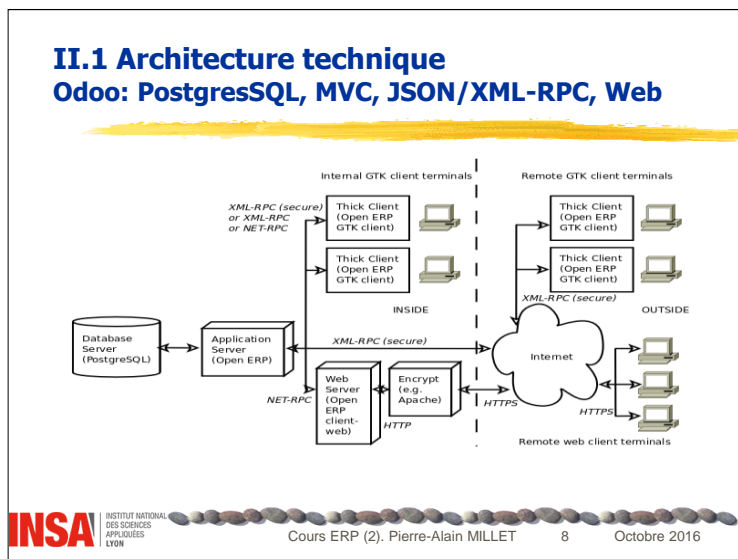 II.1 Architecture technique
Odoo: PostgresSQL, MVC, JSON/XML-RPC, Web
Internal GTK client terminals
Remote GTK client terminals
XML-RPC (secure)
or XML-RPC
or NET-RPC
Thick Client
(Open ERP
GTK client)
Thick Client
(Open ERP
GTK client)
Thick Client
(Open ERP
GTK client)
Thick Client
(Open ERP
GTK client)
XML-RPC (secure)
INSIDE
OUTSIDE
Database
Server
(PostgreSQL)
Application
Server
(Open ERP)
XML-RPC (secure)
Internet
NET-RPC
Web
Server
(Open
ERP
client-
web)
HTTP
Encrypt
(e.g.
Apache)
HTTPS
HTTPS
Remote web client terminals
INSA
INSTITUT NATIONAL
DES SCIENCES
APPLIQUÉES
LYON
Cours ERP (2). Pierre-Alain MILLET 8 Octobre 2016